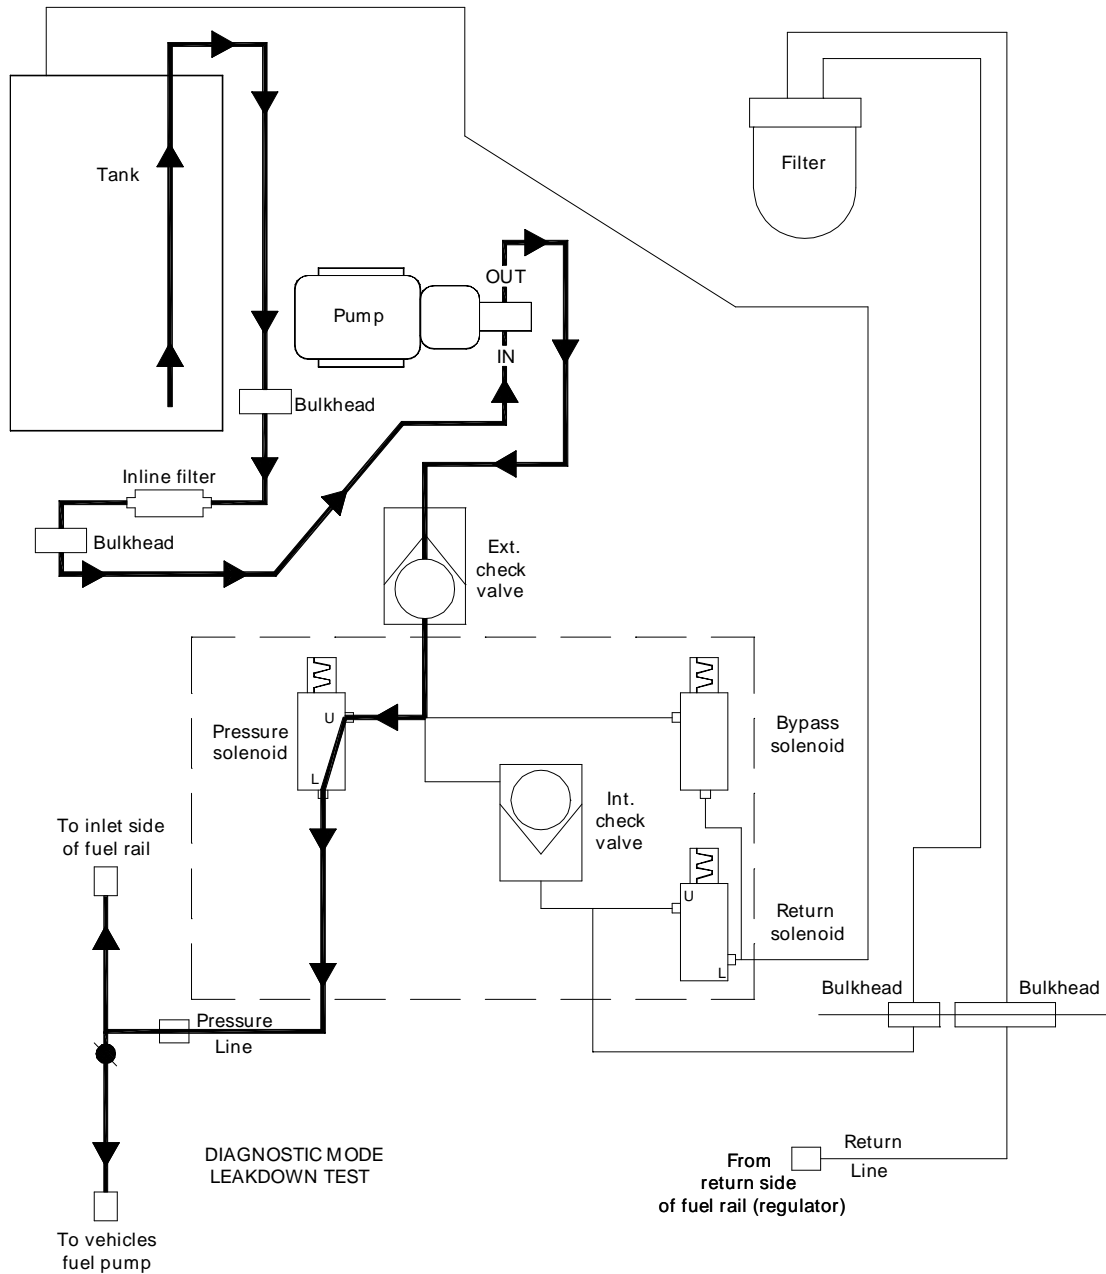 Tank
Filter
OUT
Pump
IN
Bulkhead
Inline filter
Bulkhead
Ext.
check
valve
U
Pressure
solenoid
L
Bypass
solenoid
Int.
check
valve
To inlet side
of fuel rail
U
Return
solenoid
L
Bulkhead
Bulkhead
Pressure
Line
DIAGNOSTIC MODE
LEAKDOWN TEST
Return
Line
From
return side
of fuel rail (regulator)
To vehicles
fuel pump